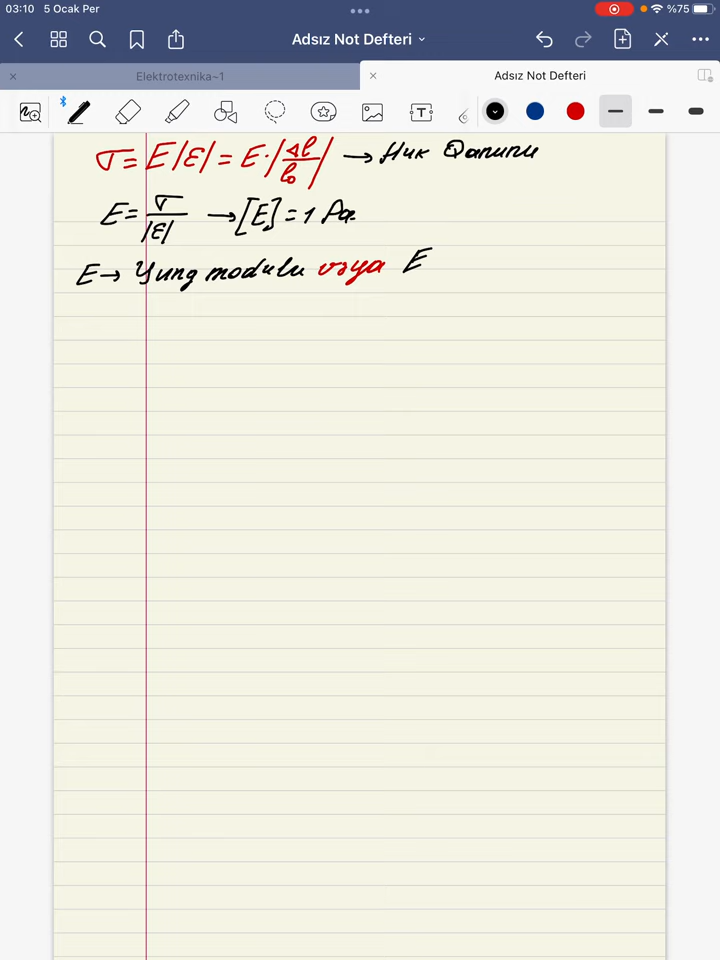 03:10 5 Ocak Per %75
Adsız Not Defteri
Elektrotexnika~1
Adsız Not Defteri
T
σ = E|ε| = E·|Δl/l₀| → Huk Qanunu
E = σ/|ε| → [E] = 1 Pa.
E → Yung modulu vəya E